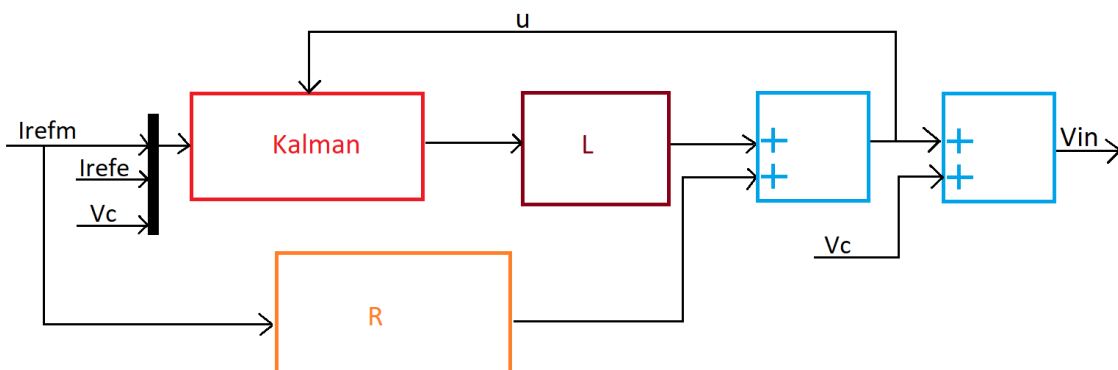 u
Irefm
Kalman
L
+
+
+
+
Vin
Irefe
Vc
Vc
R